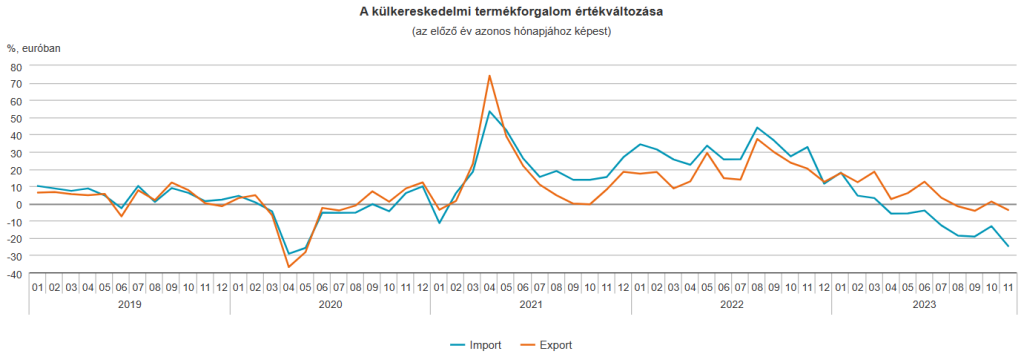 A külkereskedelmi termékforgalom értékváltozása
(az előző év azonos hónapjához képest)
%, euróban
80
70
60
50
40
30
20
10
0
-10
-20
-30
-40
01 02 03 04 05 06 07 08 09 10 11 12 01 02 03 04 05 06 07 08 09 10 11 12 01 02 03 04 05 06 07 08 09 10 11 12 01 02 03 04 05 06 07 08 09 10 11 12 01 02 03 04 05 06 07 08 09 10 11
2019 2020 2021 2022 2023
Import Export